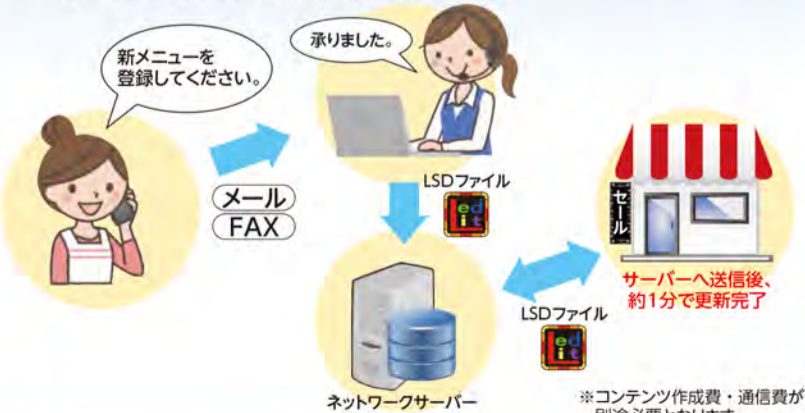 新メニューを
登録してください。
承りました。
メール
FAX
LSDファイル
Led
it
セール
サーバーへ送信後、
約1分で更新完了
LSDファイル
Led
it
ネットワークサーバー
※コンテンツ作成費・通信費が